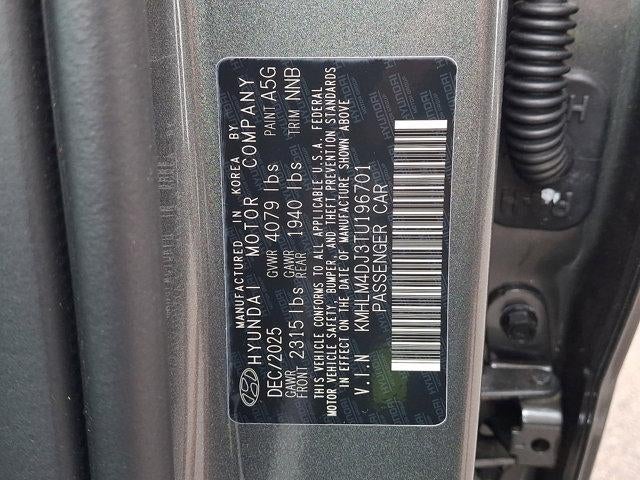 MANUFACTURED IN KOREA BY
HYUNDAI MOTOR COMPANY
DEC/2025 GVWR 4079 lbs PAINT A5G
GAWR FRONT 2315 lbs GAWR REAR 1940 lbs TRIM NNB
THIS VEHICLE CONFORMS TO ALL APPLICABLE U.S.A. FEDERAL
MOTOR VEHICLE SAFETY, BUMPER, AND THEFT PREVENTION STANDARDS
IN EFFECT ON THE DATE OF MANUFACTURE SHOWN ABOVE
V.I.N KMHLM4DJ3TU196701
PASSENGER CAR